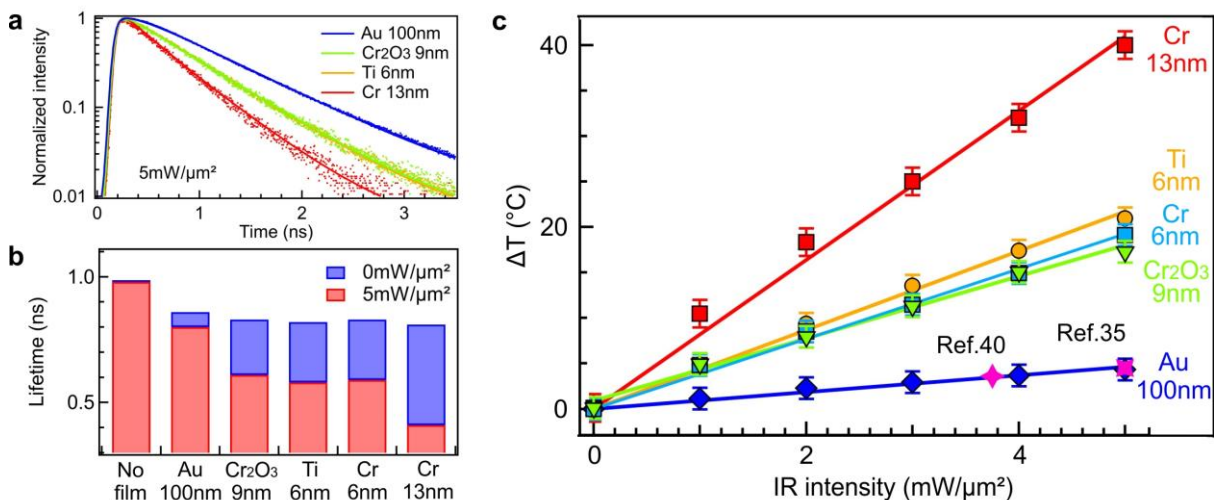 a
Normalized intensity
1
0.1
0.01
Au 100nm
Cr₂O₃ 9nm
Ti 6nm
Cr 13nm
5mW/µm²
0 1 2 3
Time (ns)
b
Lifetime (ns)
1.0
0.5
0mW/µm²
5mW/µm²
No film
Au 100nm
Cr₂O₃ 9nm
Ti 6nm
Cr 6nm
Cr 13nm
c
ΔT (°C)
40
20
0
Cr
13nm
Ti
6nm
Cr
6nm
Cr₂O₃
9nm
Ref.40
Ref.35
Au
100nm
0 2 4
IR intensity (mW/µm²)